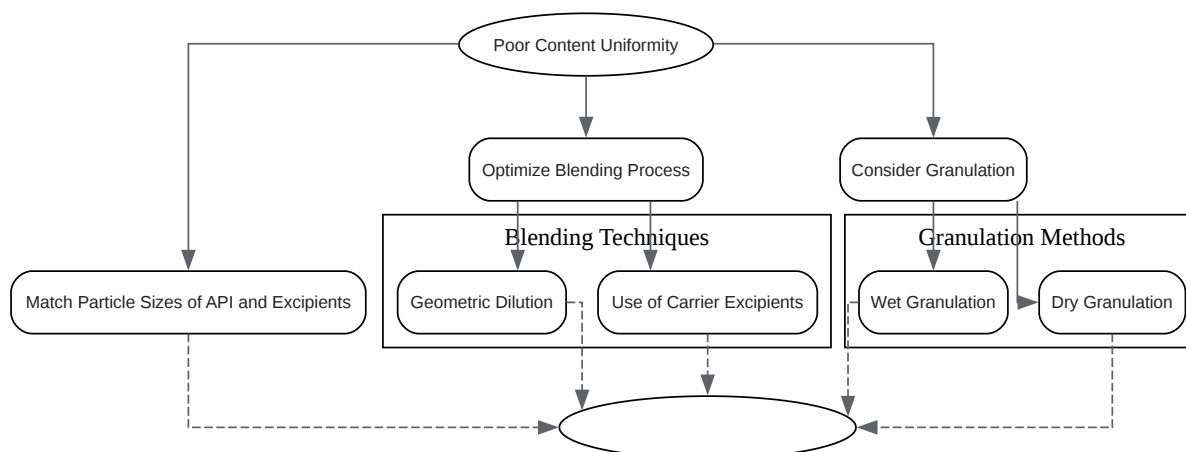 Poor Content Uniformity
Optimize Blending Process
Consider Granulation
Blending Techniques
Granulation Methods
Match Particle Sizes of API and Excipients
Geometric Dilution
Use of Carrier Excipients
Wet Granulation
Dry Granulation